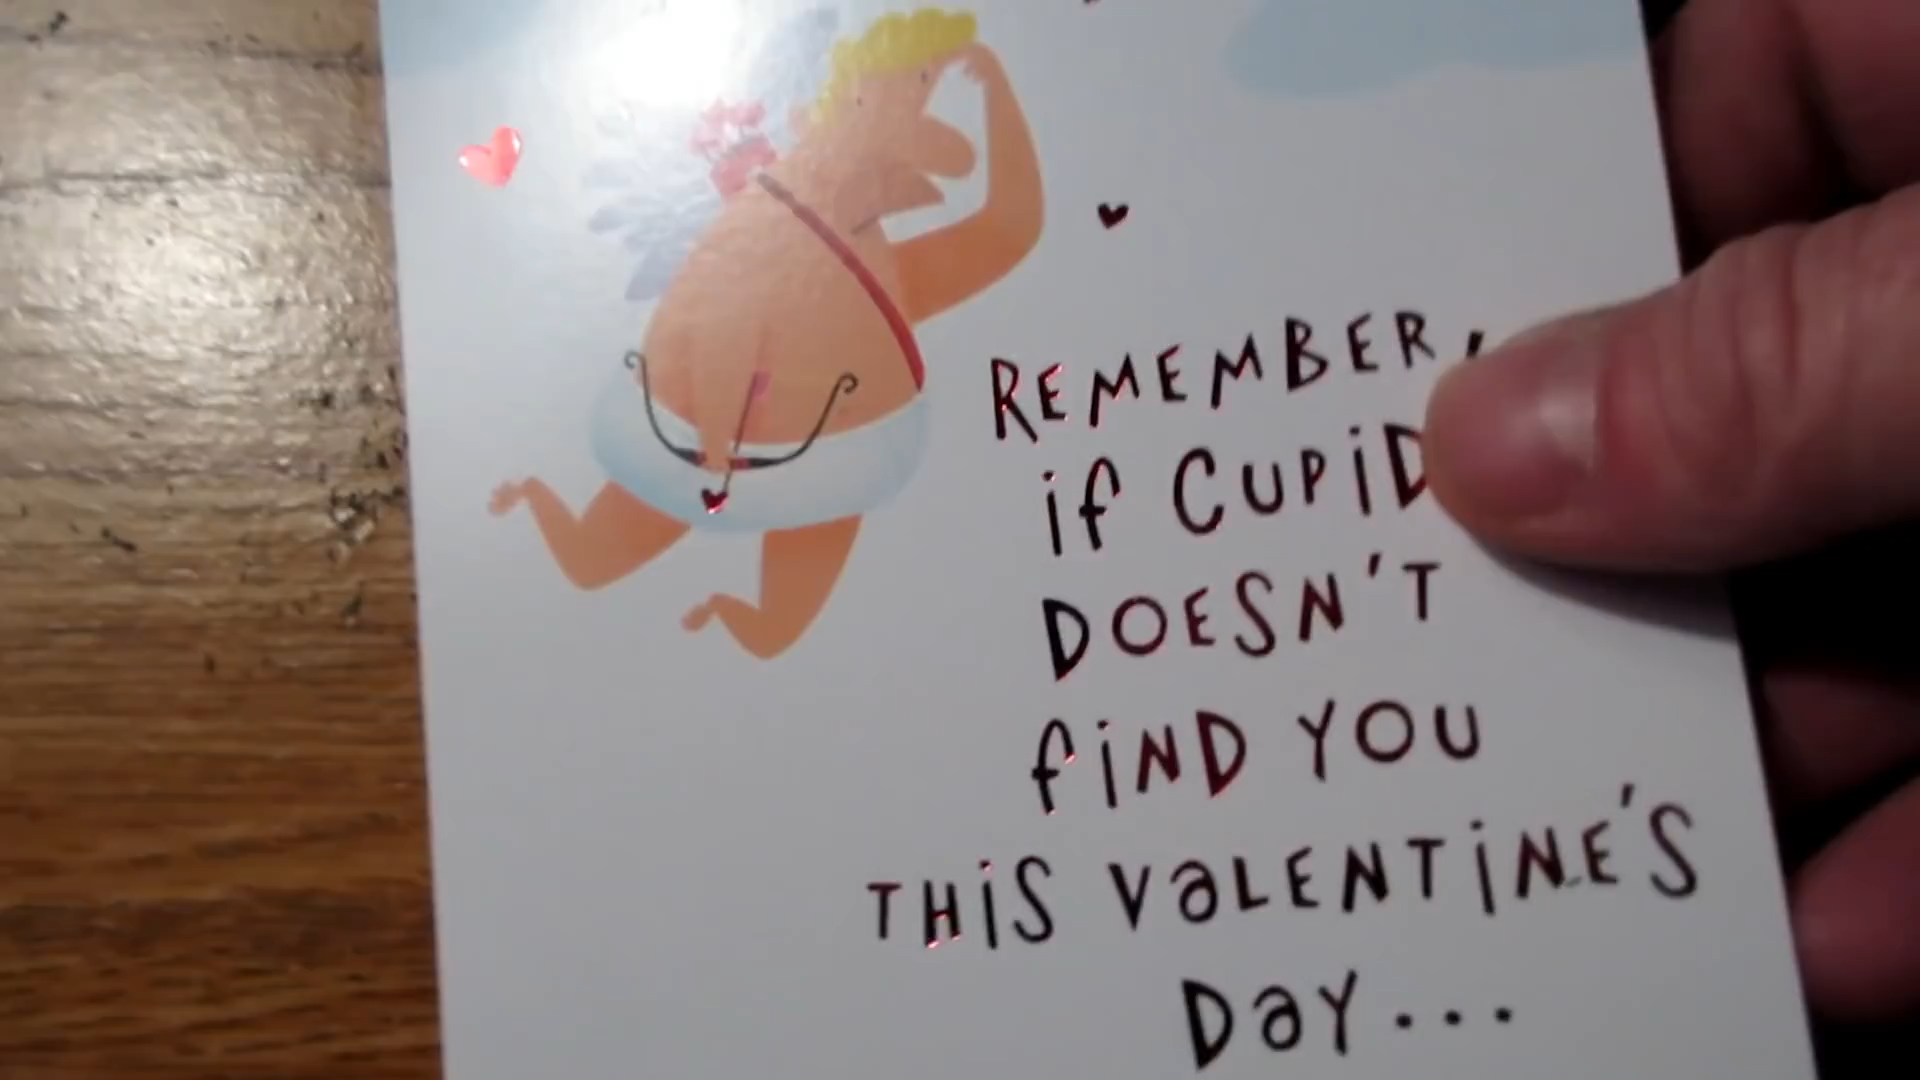 REMEMBER,
if CUPID
DOESN'T
fiND YOU
THiS VaLENTiNE'S
DaY...